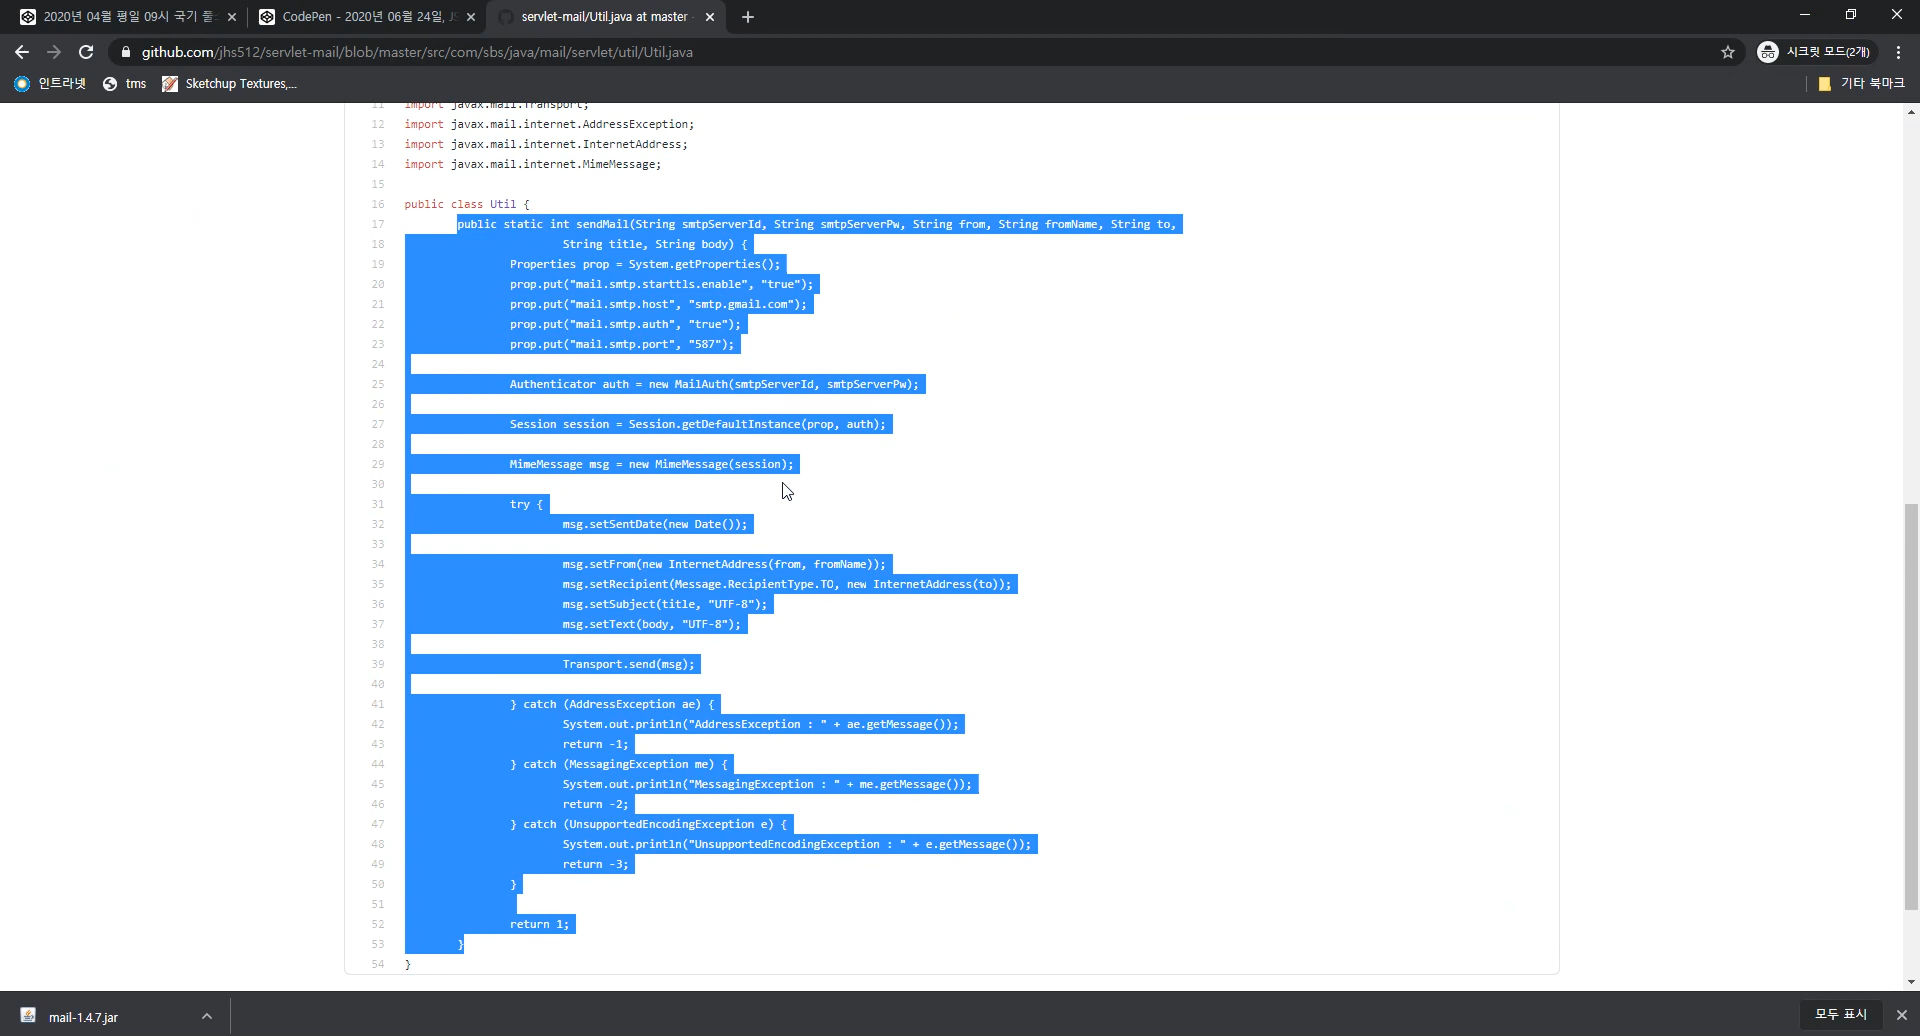 2020년 04월 평일 09시 국기
CodePen - 2020년 06월 24일, JS
servlet-mail/Util.java at master
github.com/jhs512/servlet-mail/blob/master/src/com/sbs/java/mail/servlet/util/Util.java
시크릿 모드(2개)
인트라넷
tms
Sketchup Textures,...
기타 북마크
11 import javax.mail.Transport;
12 import javax.mail.internet.AddressException;
13 import javax.mail.internet.InternetAddress;
14 import javax.mail.internet.MimeMessage;
15
16 public class Util {
17 public static int sendMail(String smtpServerId, String smtpServerPw, String from, String fromName, String to,
18 String title, String body) {
19 Properties prop = System.getProperties();
20 prop.put("mail.smtp.starttls.enable", "true");
21 prop.put("mail.smtp.host", "smtp.gmail.com");
22 prop.put("mail.smtp.auth", "true");
23 prop.put("mail.smtp.port", "587");
24
25 Authenticator auth = new MailAuth(smtpServerId, smtpServerPw);
26
27 Session session = Session.getDefaultInstance(prop, auth);
28
29 MimeMessage msg = new MimeMessage(session);
30
31 try {
32 msg.setSentDate(new Date());
33
34 msg.setFrom(new InternetAddress(from, fromName));
35 msg.setRecipient(Message.RecipientType.TO, new InternetAddress(to));
36 msg.setSubject(title, "UTF-8");
37 msg.setText(body, "UTF-8");
38
39 Transport.send(msg);
40
41 } catch (AddressException ae) {
42 System.out.println("AddressException : " + ae.getMessage());
43 return -1;
44 } catch (MessagingException me) {
45 System.out.println("MessagingException : " + me.getMessage());
46 return -2;
47 } catch (UnsupportedEncodingException e) {
48 System.out.println("UnsupportedEncodingException : " + e.getMessage());
49 return -3;
50 }
51
52 return 1;
53 }
54 }
mail-1.4.7.jar
모두 표시